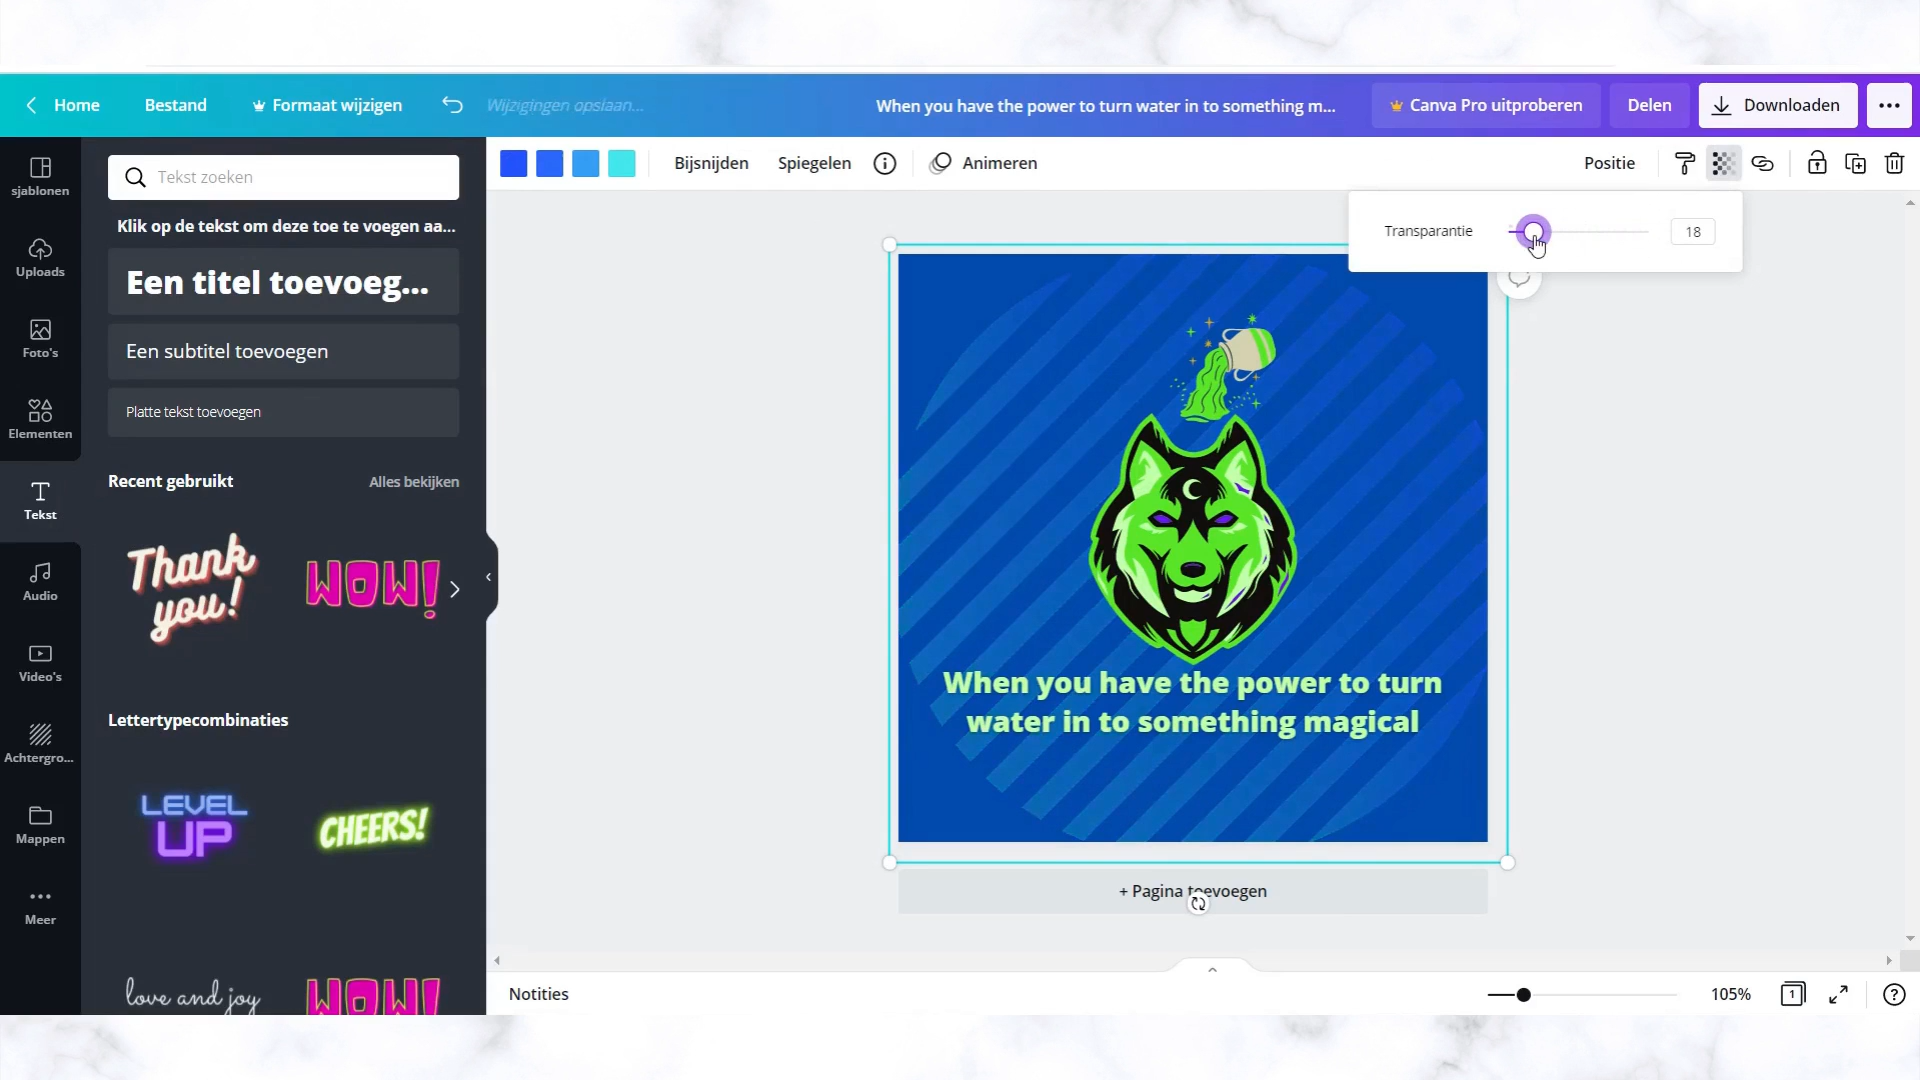 Home
Bestand
Formaat wijzigen
Wijzigingen opslaan...
When you have the power to turn water in to something m...
Canva Pro uitproberen
Delen
Downloaden
Bijsnijden
Spiegelen
Animeren
Positie
Transparantie
18
sjablonen
Uploads
Foto's
Elementen
Tekst
Audio
Video's
Achtergro...
Mappen
Meer
Tekst zoeken
Klik op de tekst om deze toe te voegen aa...
Een titel toevoeg...
Een subtitel toevoegen
Platte tekst toevoegen
Recent gebruikt
Alles bekijken
Thank
you!
WOW!
Lettertypecombinaties
LEVEL
UP
CHEERS!
love and joy
WOW!
When you have the power to turn
water in to something magical
+ Pagina toevoegen
Notities
105%
1
?